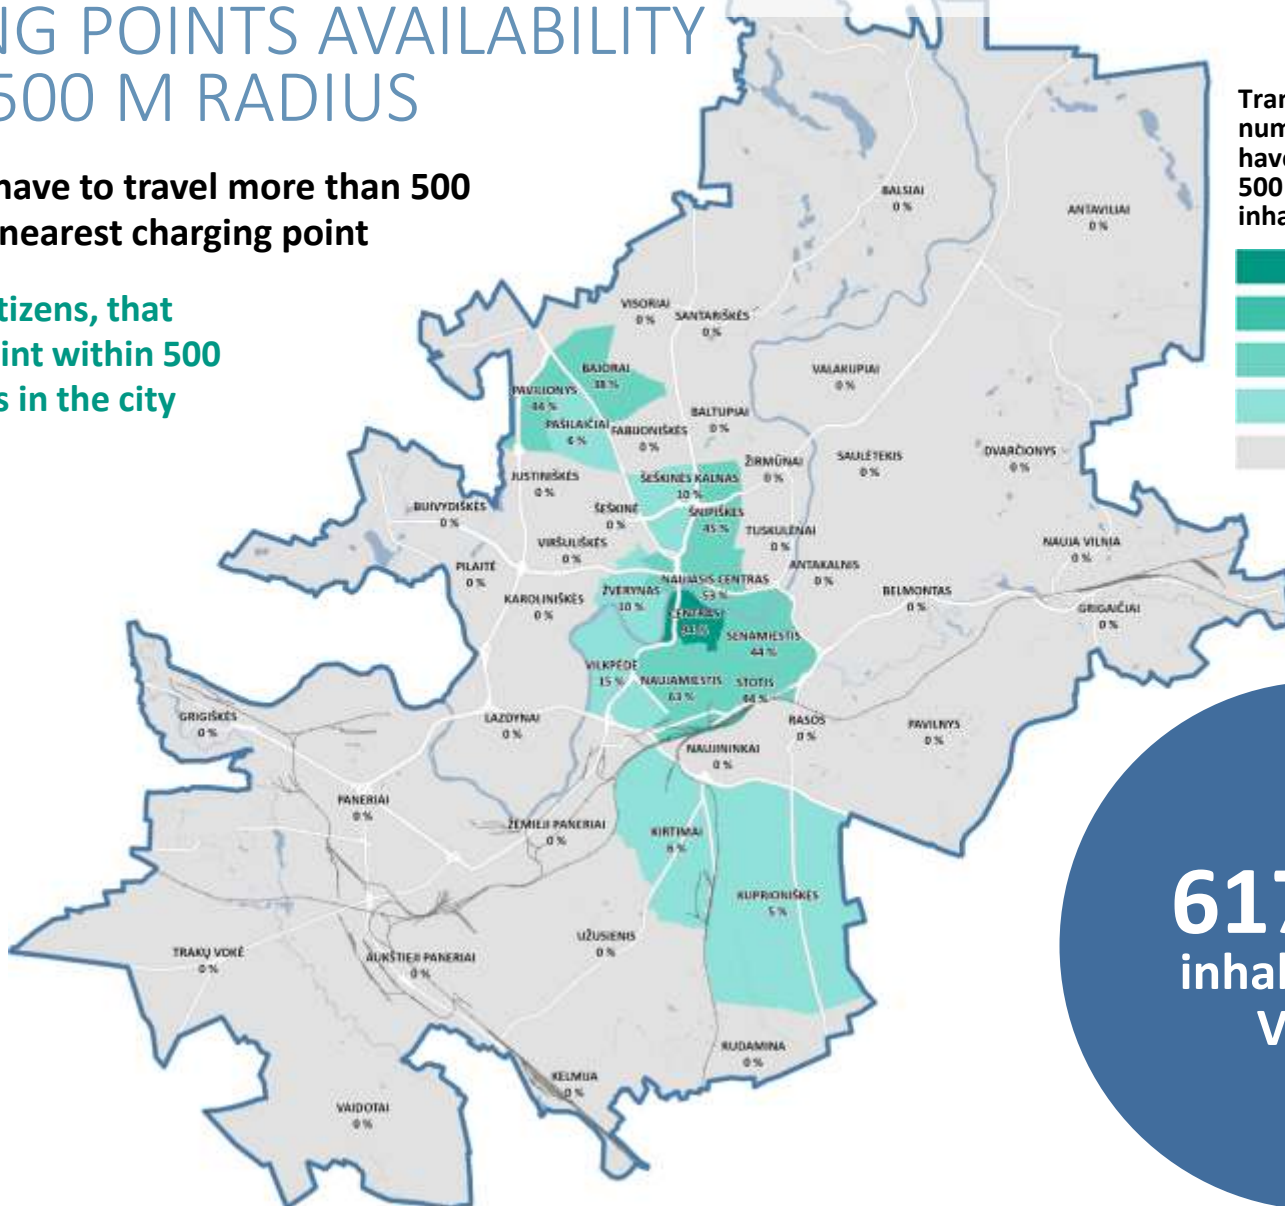 NG POINTS AVAILABILITY
500 M RADIUS
have to travel more than 500
nearest charging point
tizens, that
int within 500
s in the city
Tran
num
have
500
inha
BALSIAI
0 %
ANTAVILIAI
0 %
VISORIAI
0 %
SANTARIŠKĖS
0 %
BAJORAI
38 %
VALAKUPIAI
0 %
PAVILIONYS
44 %
PAŠILAIČIAI
6 %
FABIJONIŠKĖS
0 %
BALTUPIAI
0 %
JUSTINIŠKĖS
0 %
ŠEŠKINĖS KALNAS
10 %
ŽIRMŪNAI
0 %
SAULĖTEKIS
0 %
DVARČIONYS
0 %
BUIVYDIŠKĖS
0 %
ŠEŠKINĖ
0 %
ŠNIPIŠKĖS
45 %
TUSKULĖNAI
0 %
VIRŠULIŠKĖS
0 %
NAUJA VILNIA
0 %
PILAITĖ
0 %
ANTAKALNIS
0 %
KAROLINIŠKĖS
0 %
ŽVĖRYNAS
10 %
NAUJASIS CENTRAS
53 %
BELMONTAS
0 %
GRIGAIČIAI
0 %
CENTRAS
SENAMIESTIS
44 %
VILKPĖDĖ
15 %
NAUJAMIESTIS
63 %
STOTIS
64 %
GRIGIŠKĖS
0 %
LAZDYNAI
0 %
RASOS
0 %
PAVILNYS
0 %
NAUJININKAI
0 %
PANERIAI
0 %
ŽEMIEJI PANERIAI
0 %
KIRTIMAI
6 %
KUPRIONIŠKĖS
5 %
UŽUSIENIS
0 %
TRAKŲ VOKĖ
0 %
AUKŠTIEJI PANERIAI
0 %
RUDAMINA
0 %
KELMIJA
0 %
VAIDOTAI
0 %
617
inhal
V